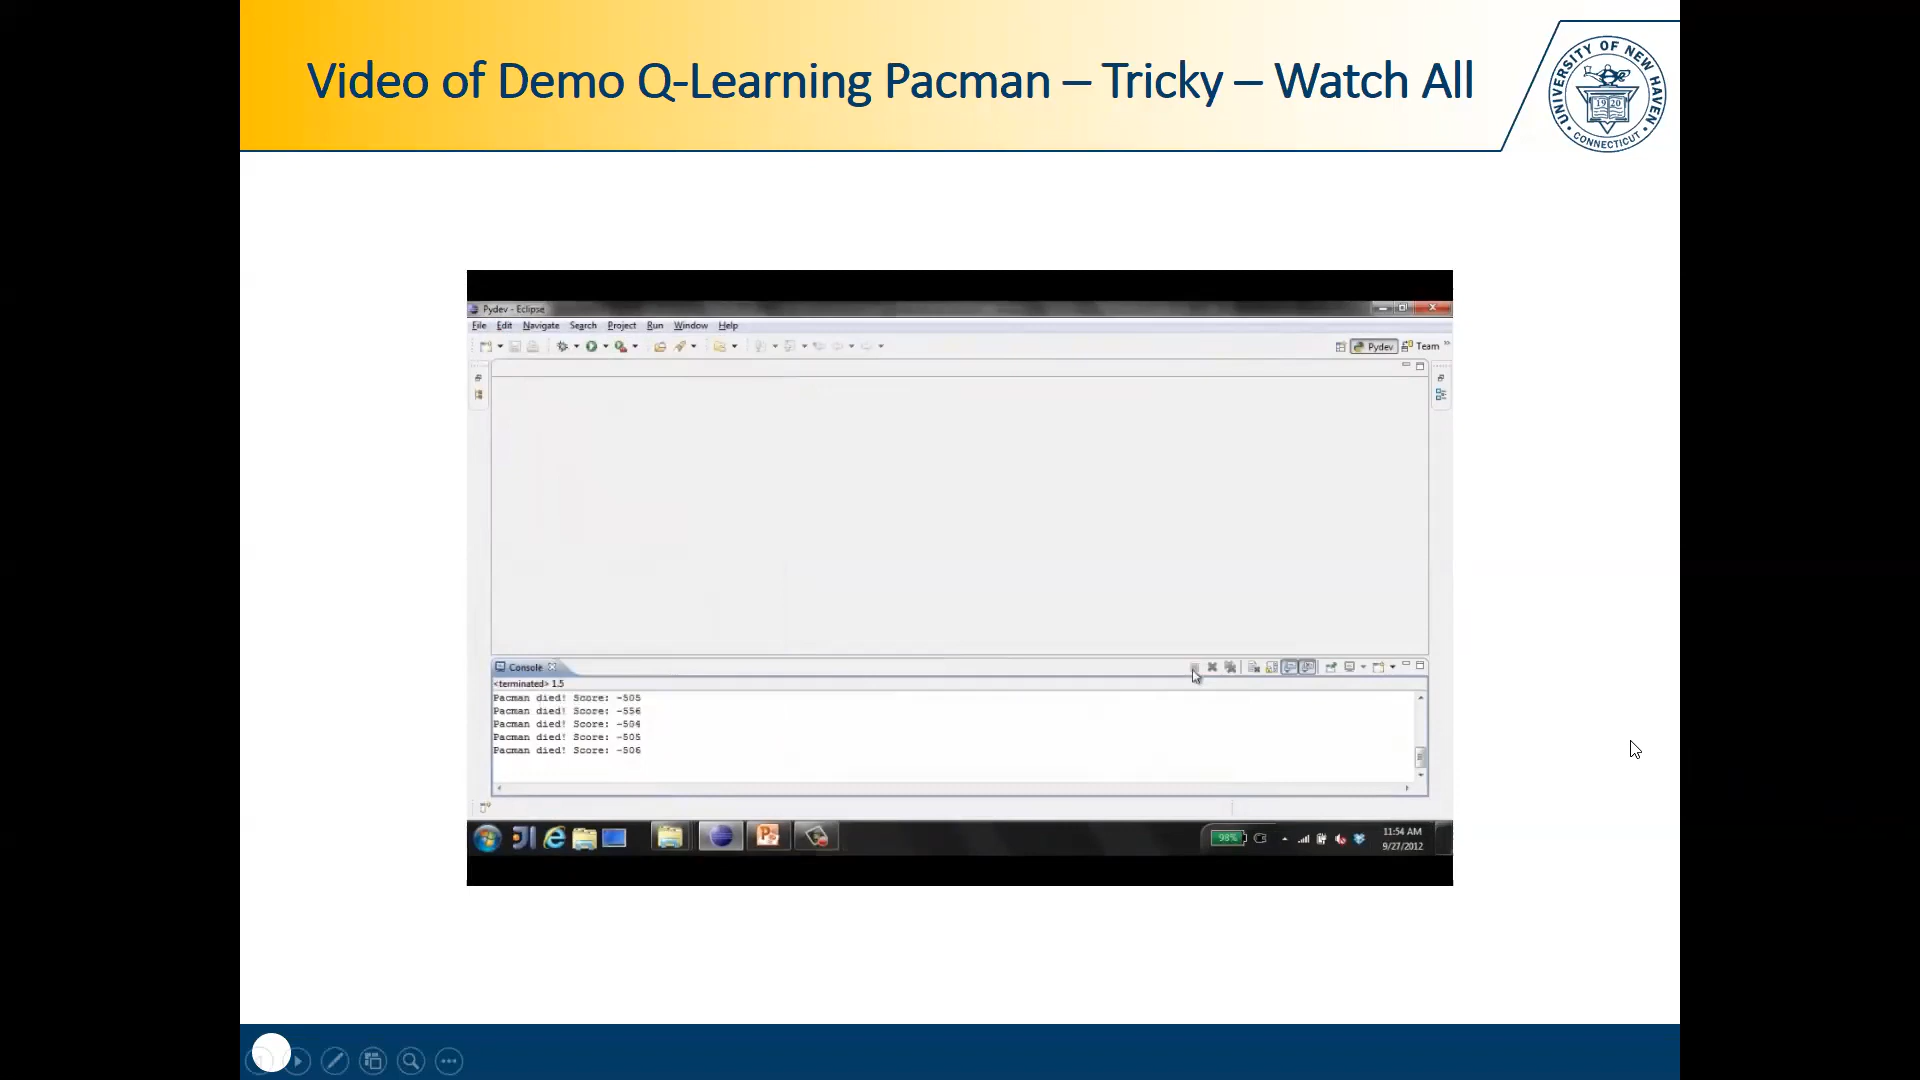 Video of Demo Q-Learning Pacman – Tricky – Watch All
UNIVERSITY OF NEW HAVEN
1920
CONNECTICUT
Pydev - Eclipse
File Edit Navigate Search Project Run Window Help
Pydev Team
Console
<terminated> 1.5
Pacman died! Score: -505
Pacman died! Score: -556
Pacman died! Score: -504
Pacman died! Score: -505
Pacman died! Score: -506
98%
11:54 AM
9/27/2012